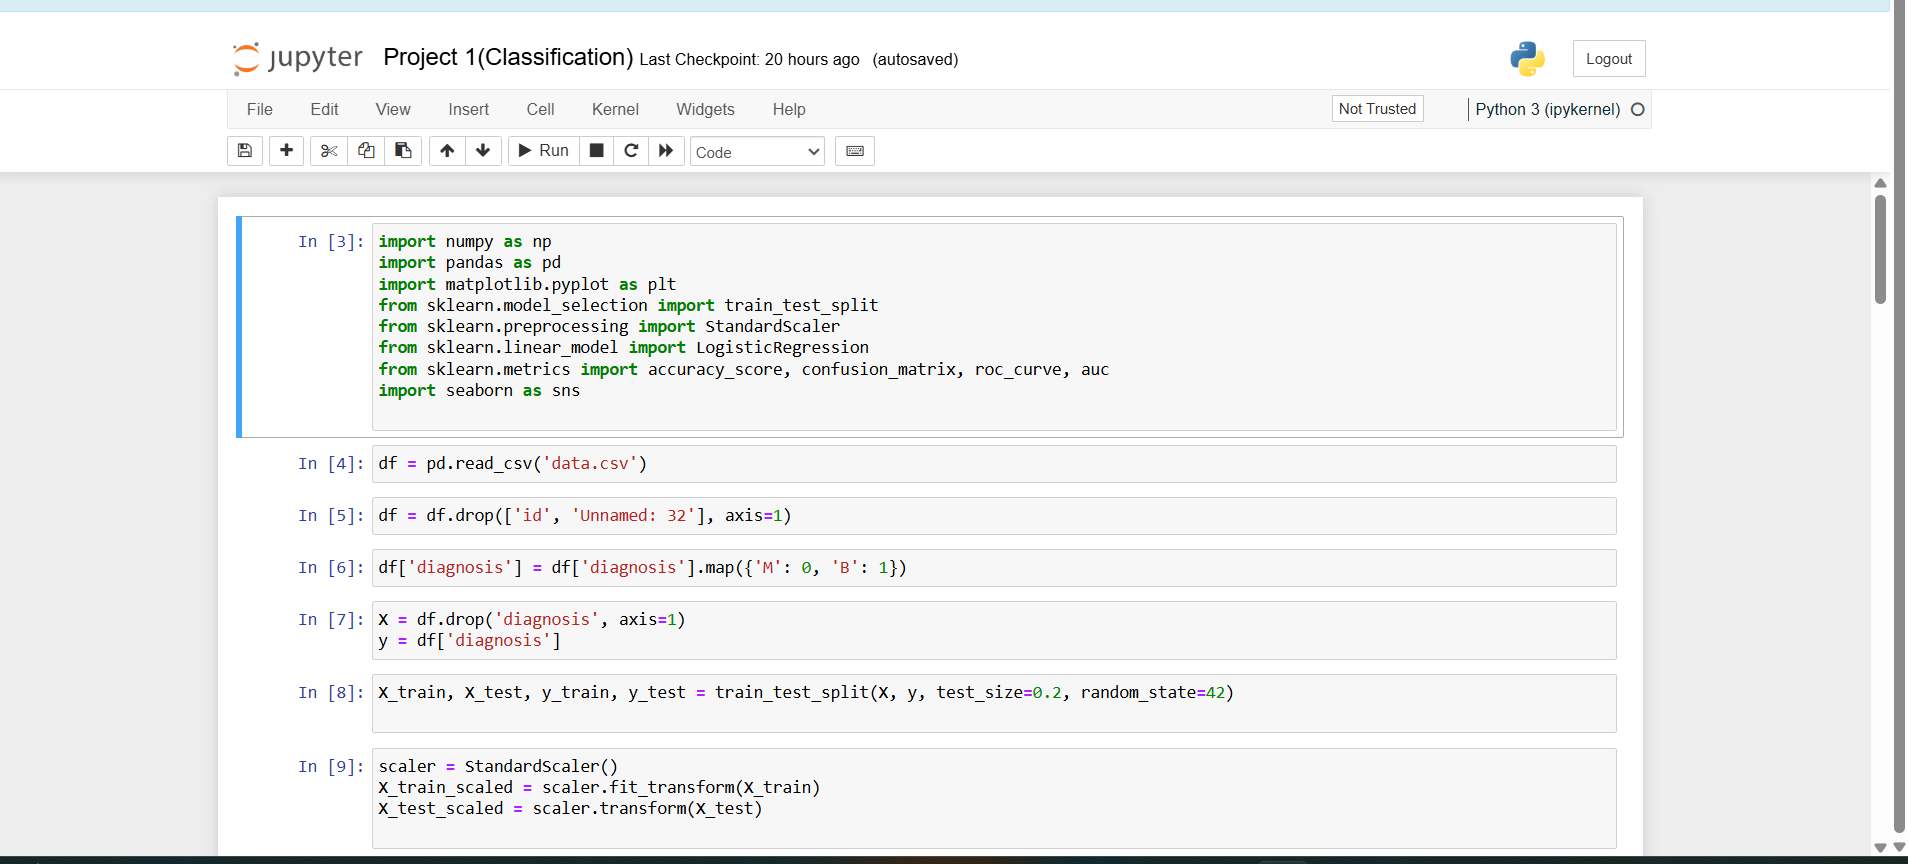 jupyter Project 1(Classification) Last Checkpoint: 20 hours ago (autosaved)
Logout
File Edit View Insert Cell Kernel Widgets Help
Not Trusted
Python 3 (ipykernel)
Run
Code
In [3]:
import numpy as np
import pandas as pd
import matplotlib.pyplot as plt
from sklearn.model_selection import train_test_split
from sklearn.preprocessing import StandardScaler
from sklearn.linear_model import LogisticRegression
from sklearn.metrics import accuracy_score, confusion_matrix, roc_curve, auc
import seaborn as sns
In [4]:
df = pd.read_csv('data.csv')
In [5]:
df = df.drop(['id', 'Unnamed: 32'], axis=1)
In [6]:
df['diagnosis'] = df['diagnosis'].map({'M': 0, 'B': 1})
In [7]:
X = df.drop('diagnosis', axis=1)
y = df['diagnosis']
In [8]:
X_train, X_test, y_train, y_test = train_test_split(X, y, test_size=0.2, random_state=42)
In [9]:
scaler = StandardScaler()
X_train_scaled = scaler.fit_transform(X_train)
X_test_scaled = scaler.transform(X_test)